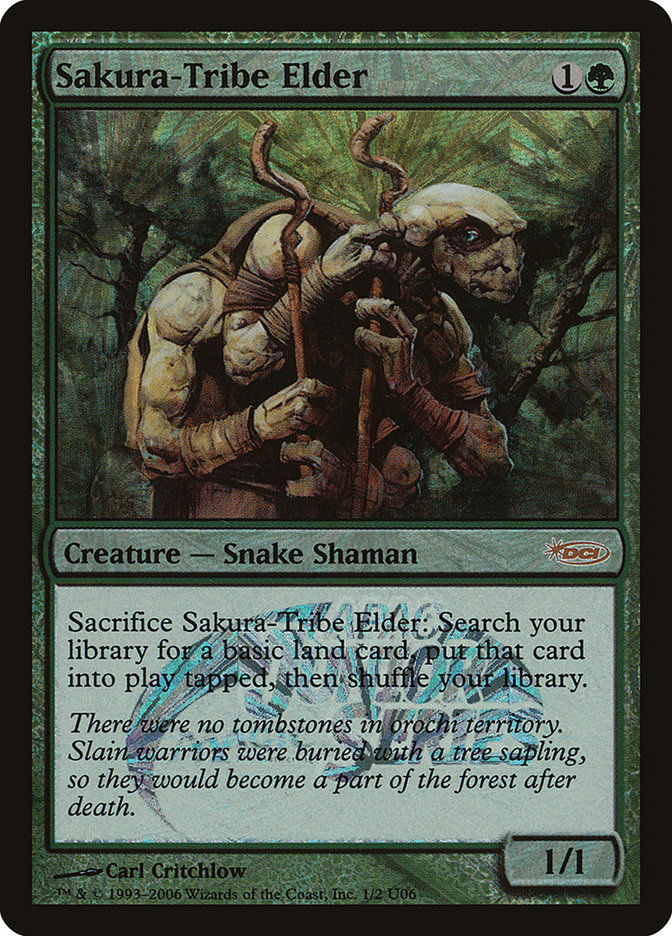 Sakura-Tribe Elder 1
Creature — Snake Shaman DCI
Sacrifice Sakura-Tribe Elder: Search your
library for a basic land card, put that card
into play tapped, then shuffle your library.
APAC
JUNIOR
SERIES
There were no tombstones in orochi territory.
Slain warriors were buried with a tree sapling,
so they would become a part of the forest after
death.
1/1
Carl Critchlow
™ & © 1993–2006 Wizards of the Coast, Inc. 1/2 U06